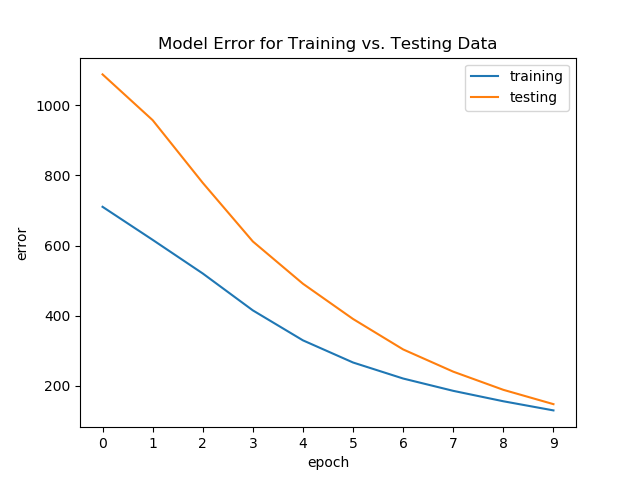 Model Error for Training vs. Testing Data
training
testing
1000
800
600
400
200
error
0 1 2 3 4 5 6 7 8 9
epoch